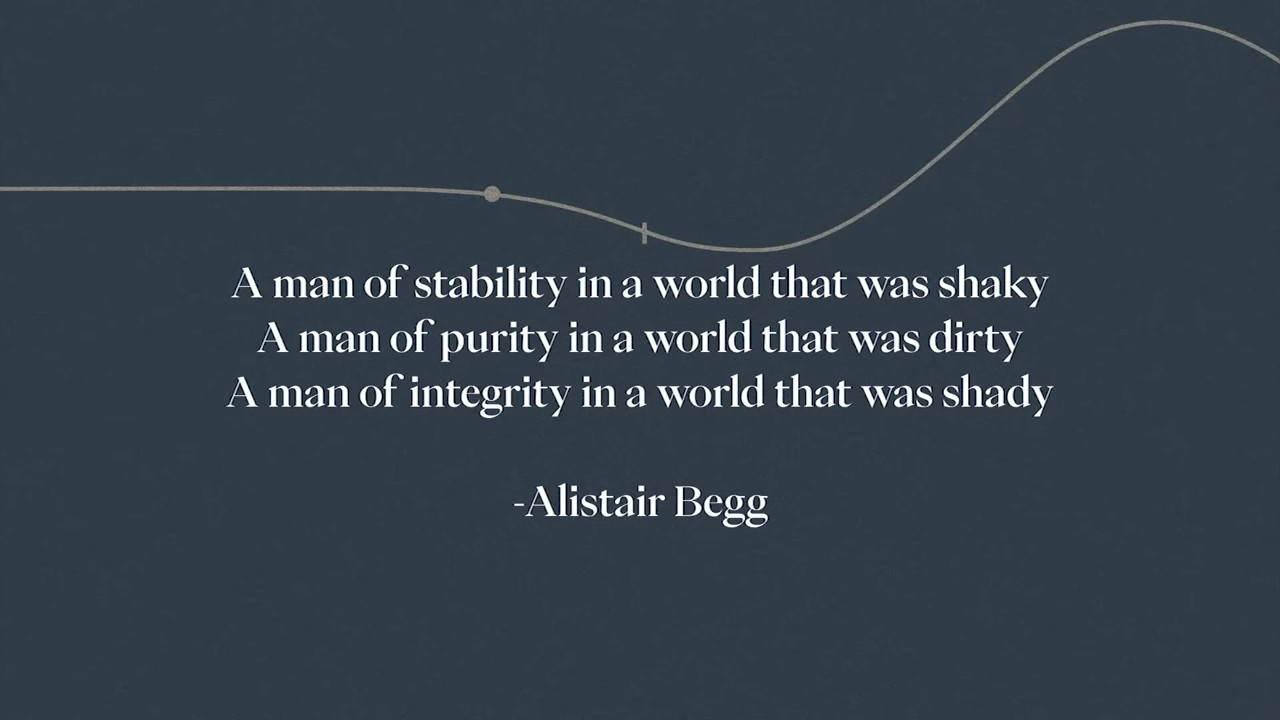 A man of stability in a world that was shaky
A man of purity in a world that was dirty
A man of integrity in a world that was shady
-Alistair Begg